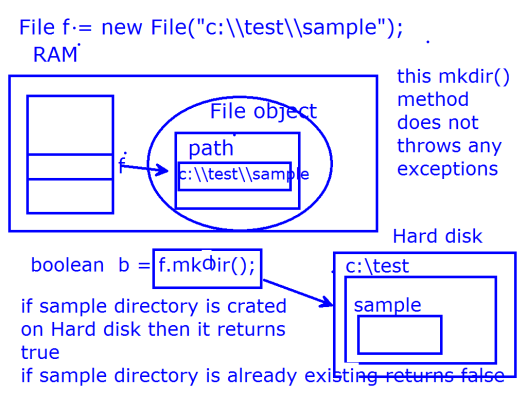 File f = new File("c:\\test\\sample");
RAM
File object
path
f
c:\\test\\sample
this mkdir()
method
does not
throws any
exceptions
Hard disk
boolean b = f.mkdir();
c:\test
sample
if sample directory is crated
on Hard disk then it returns
true
if sample directory is already existing returns false